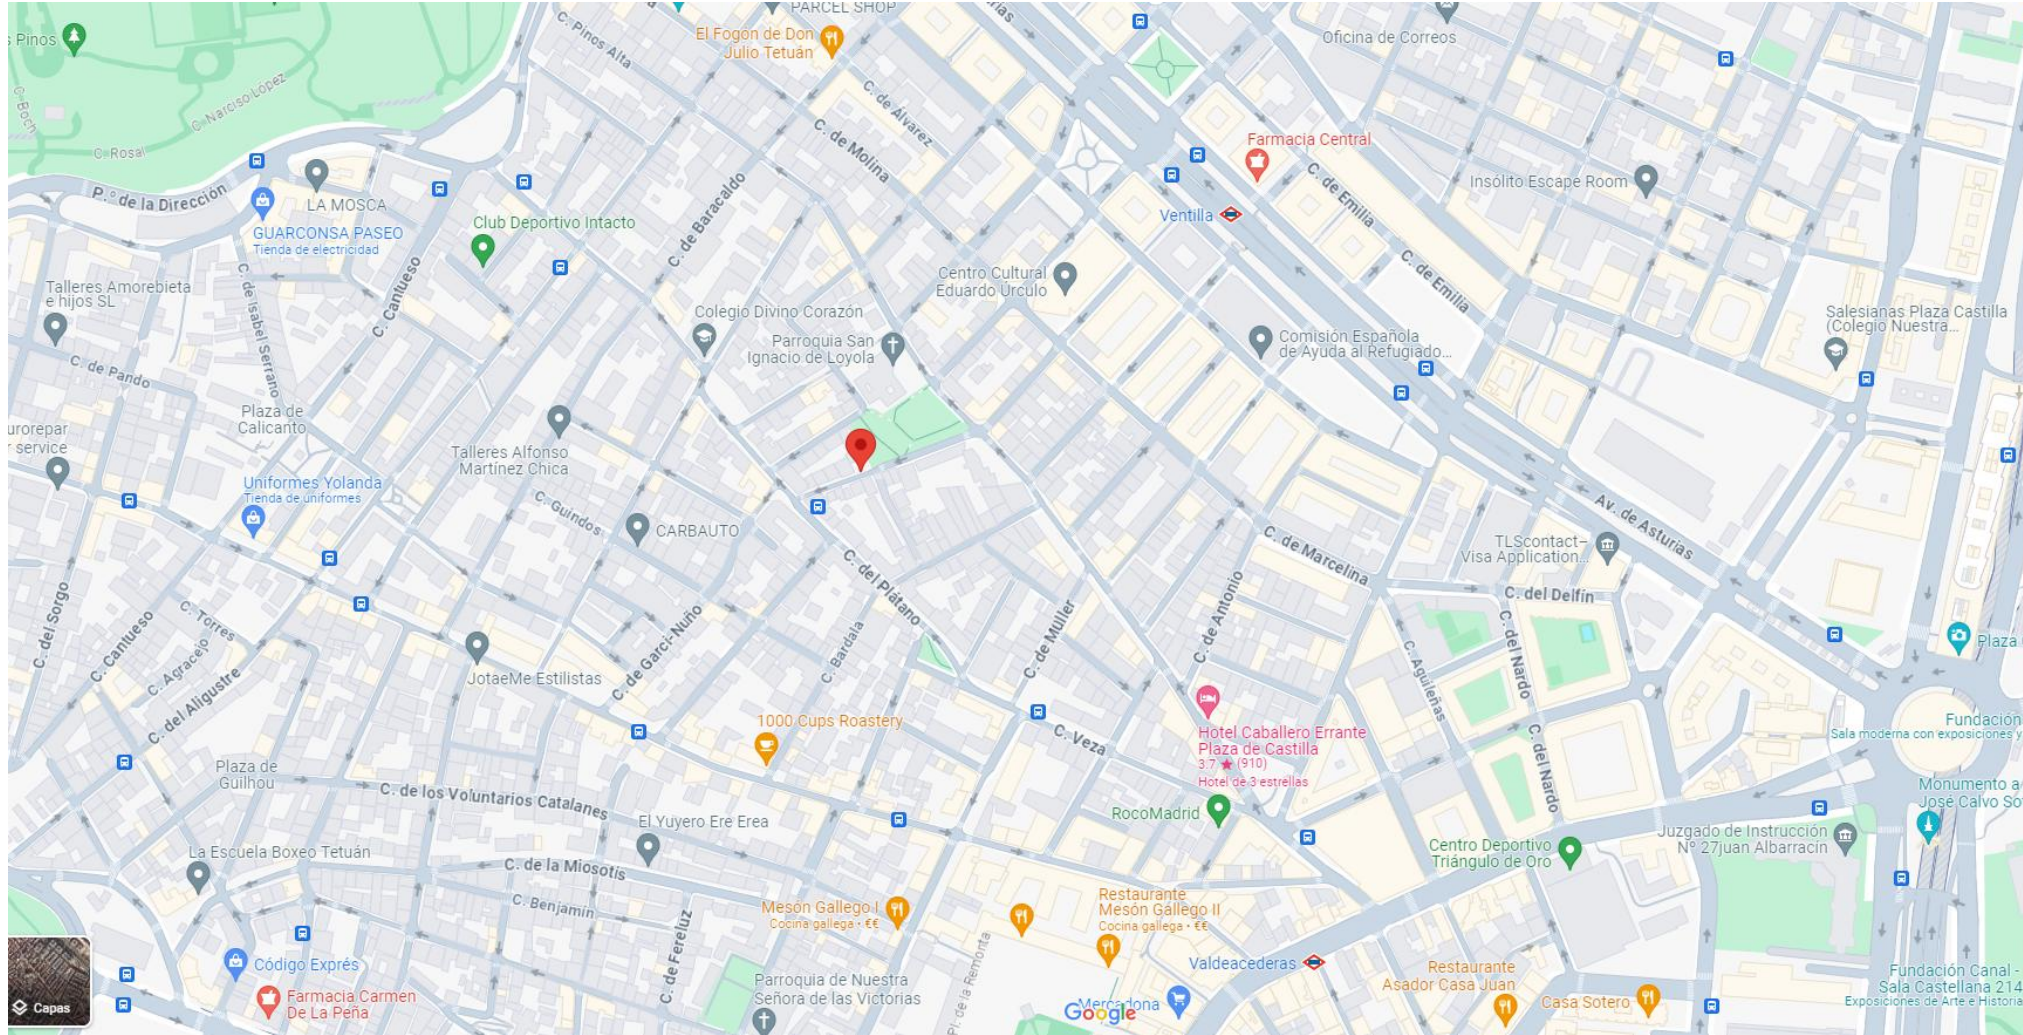 PARCEL SHOP
C. Pinos Alta
El Fogón de Don
Julio Tetuán
Oficina de Correos
s Pinos
C. Boch
C. Narciso López
C. Rosal
P.º de la Dirección
LA MOSCA
GUARCONSA PASEO
Tienda de electricidad
Club Deportivo Intacto
C. de Baracaldo
C. de Álvarez
C. de Molina
Farmacia Central
C. de Emilia
Insólito Escape Room
Ventilla
C. de Emilia
Talleres Amorebieta
e hijos SL
C. de Isabel Serrano
C. Cantueso
Colegio Divino Corazón
Parroquia San
Ignacio de Loyola
Centro Cultural
Eduardo Úrculo
Comisión Española
de Ayuda al Refugiado...
Salesianas Plaza Castilla
(Colegio Nuestra...
C. de Pando
Plaza de
Calicanto
urorepar
r service
Talleres Alfonso
Martínez Chica
Uniformes Yolanda
Tienda de uniformes
C. Guindos
CARBAUTO
C. del Plátano
C. de Marcelina
Av. de Asturias
TLScontact–
Visa Application...
C. del Delfín
C. del Sorgo
C. Cantueso
C. Torres
C. Agracejo
C. del Aligustre
JotaeMe Estilistas
C. de Garci-Nuño
C. Bardala
C. de Müller
C. de Antonio
C. Aguileñas
C. del Nardo
Plaza
1000 Cups Roastery
C. Veza
Hotel Caballero Errante
Plaza de Castilla
3.7 ★ (910)
Hotel de 3 estrellas
C. del Nardo
Fundación
Sala moderna con exposiciones y
Plaza de
Guilhou
C. de los Voluntarios Catalanes
El Yuyero Ere Erea
RocoMadrid
Centro Deportivo
Triángulo de Oro
Juzgado de Instrucción
Nº 27juan Albarracín
Monumento a
José Calvo So
La Escuela Boxeo Tetuán
C. de la Miosotis
C. Benjamín
Mesón Gallego I
Cocina gallega · €€
Restaurante
Mesón Gallego II
Cocina gallega · €€
C. de Fereluz
Pl. de la Remonta
Código Exprés
Farmacia Carmen
De La Peña
Parroquia de Nuestra
Señora de las Victorias
Valdeacederas
Mercadona
Google
Restaurante
Asador Casa Juan
Casa Sotero
Fundación Canal -
Sala Castellana 214
Exposiciones de Arte e Historia
Capas